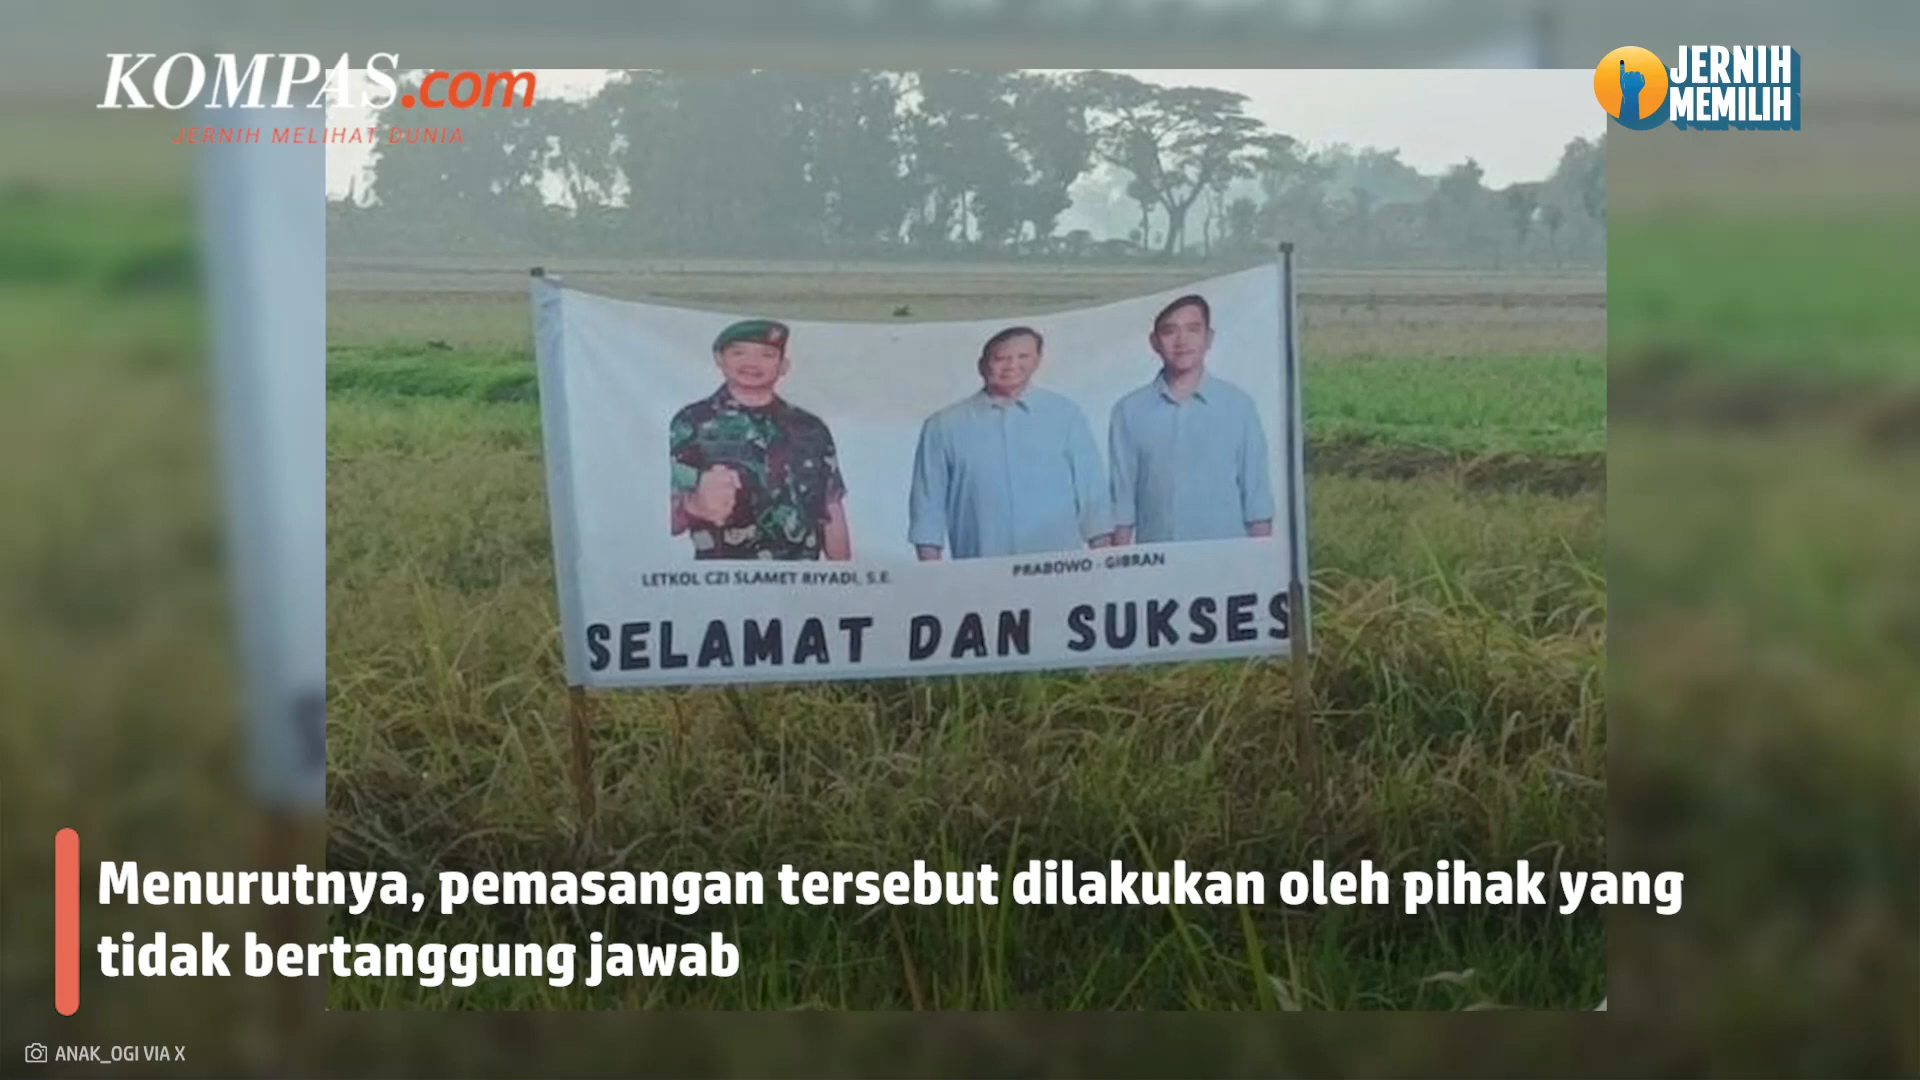 KOMPAS.com
JERNIH MELIHAT DUNIA
JERNIH
MEMILIH
LETKOL CZI SLAMET RIYADI, S.E.
PRABOWO - GIBRAN
SELAMAT DAN SUKSES
Menurutnya, pemasangan tersebut dilakukan oleh pihak yang
tidak bertanggung jawab
ANAK_OGI VIA X